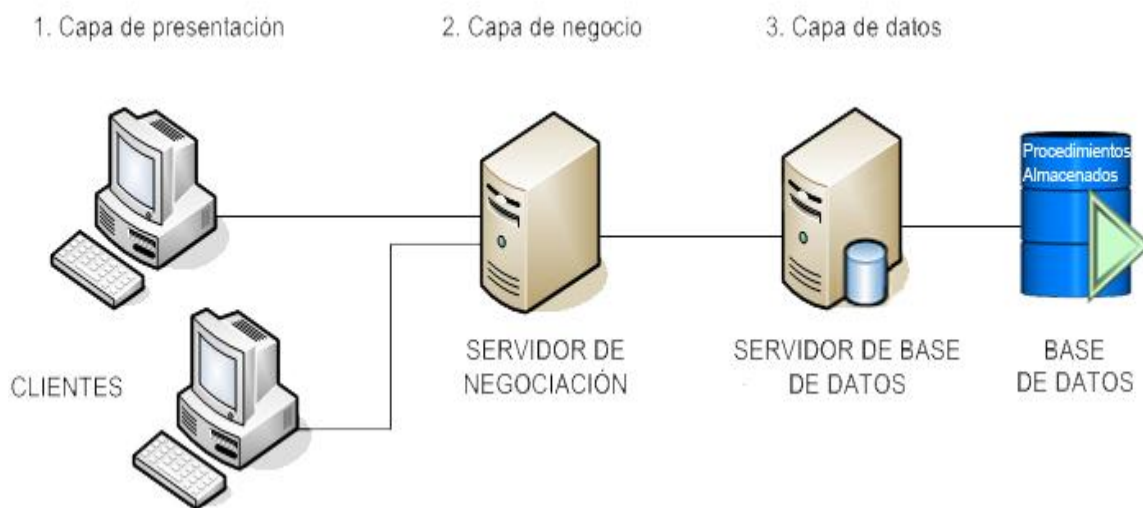 1. Capa de presentación
2. Capa de negocio
3. Capa de datos
Procedimientos
Almacenados
CLIENTES
SERVIDOR DE
NEGOCIACIÓN
SERVIDOR DE BASE
DE DATOS
BASE
DE DATOS